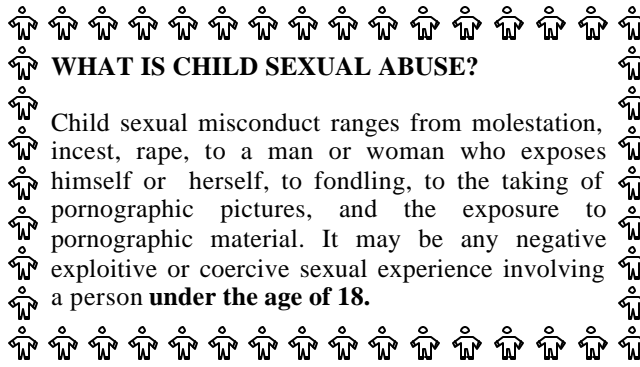 WHAT IS CHILD SEXUAL ABUSE?
Child sexual misconduct ranges from molestation,
incest, rape, to a man or woman who exposes
himself or herself, to fondling, to the taking of
pornographic pictures, and the exposure to
pornographic material. It may be any negative
exploitive or coercive sexual experience involving
a person under the age of 18.